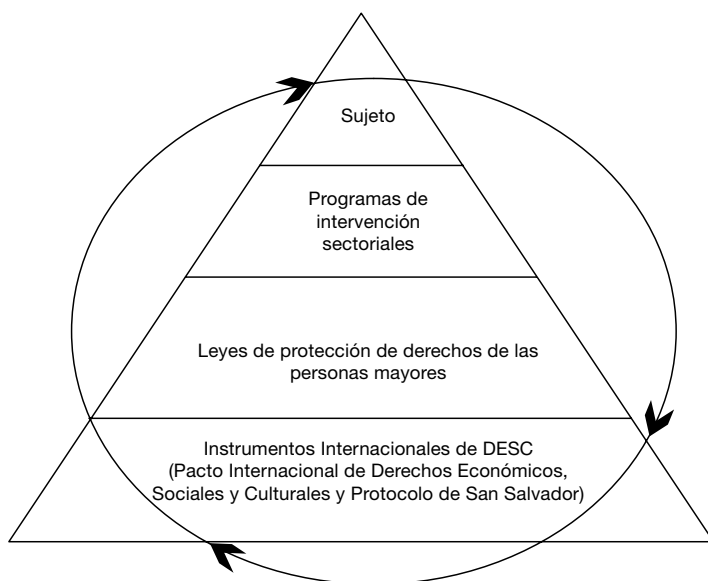 Sujeto
Programas de
intervención
sectoriales
Leyes de protección de derechos de las
personas mayores
Instrumentos Internacionales de DESC
(Pacto Internacional de Derechos Económicos,
Sociales y Culturales y Protocolo de San Salvador)